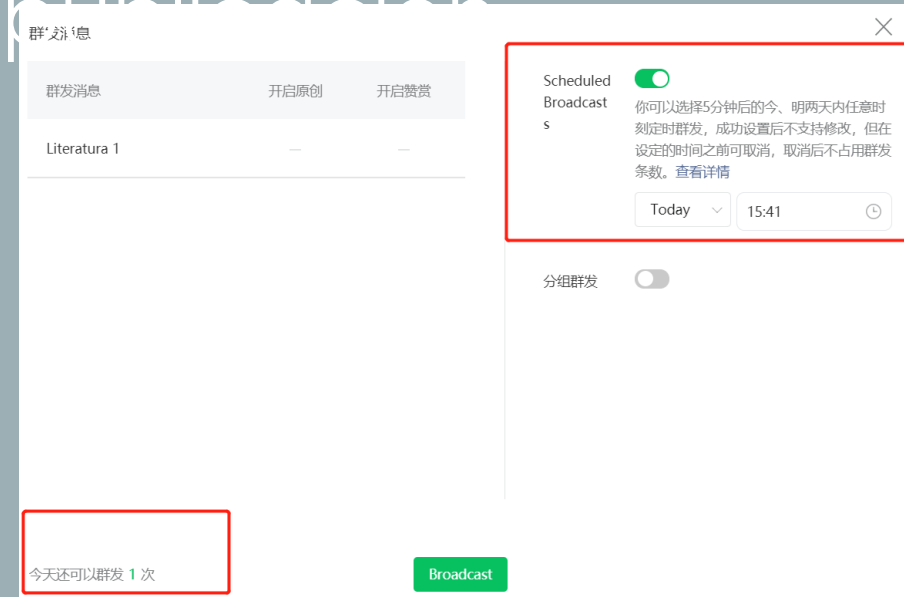 群发消息
群发消息 开启原创 开启赞赏
Literatura 1 — —
Scheduled
Broadcast
s
你可以选择5分钟后的今、明两天内任意时
刻定时群发，成功设置后不支持修改，但在
设定的时间之前可取消，取消后不占用群发
条数。查看详情
Today 15:41
分组群发
今天还可以群发 1 次
Broadcast